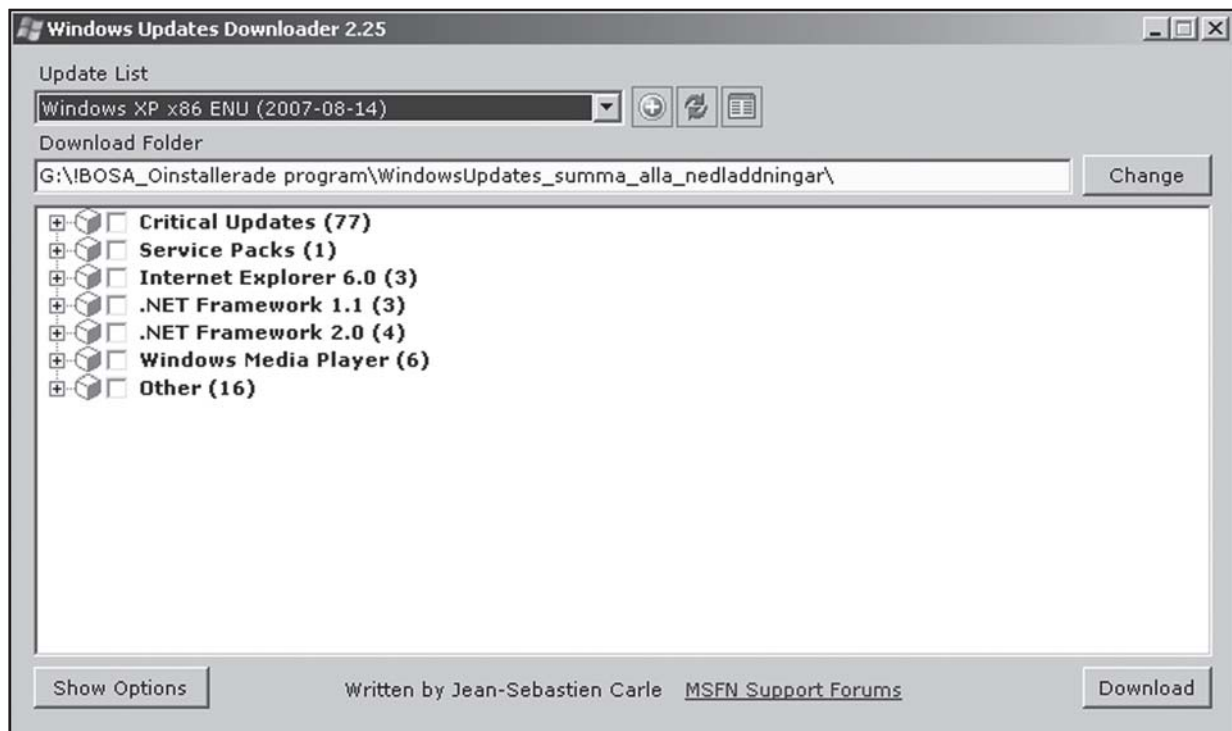 Windows Updates Downloader 2.25
Update List
Windows XP x86 ENU (2007-08-14)
Download Folder
G:\!BOSA_Oinstallerade program\WindowsUpdates_summa_alla_nedladdningar\
Change
Critical Updates (77)
Service Packs (1)
Internet Explorer 6.0 (3)
.NET Framework 1.1 (3)
.NET Framework 2.0 (4)
Windows Media Player (6)
Other (16)
Show Options
Written by Jean-Sebastien Carle MSFN Support Forums
Download